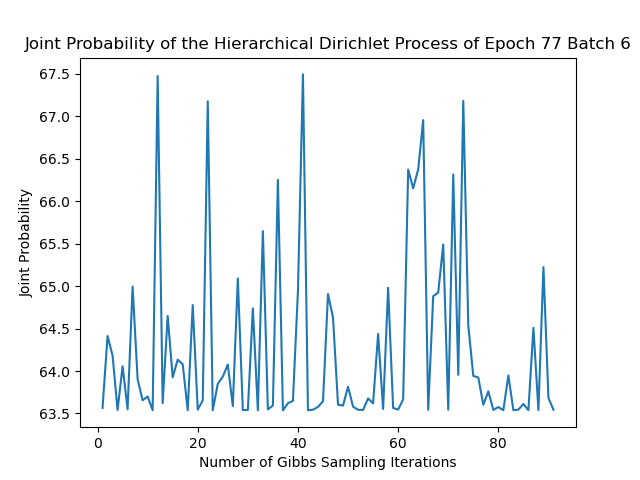 Joint Probability of the Hierarchical Dirichlet Process of Epoch 77 Batch 6
67.5
67.0
66.5
66.0
65.5
65.0
64.5
64.0
63.5
Joint Probability
0 20 40 60 80
Number of Gibbs Sampling Iterations